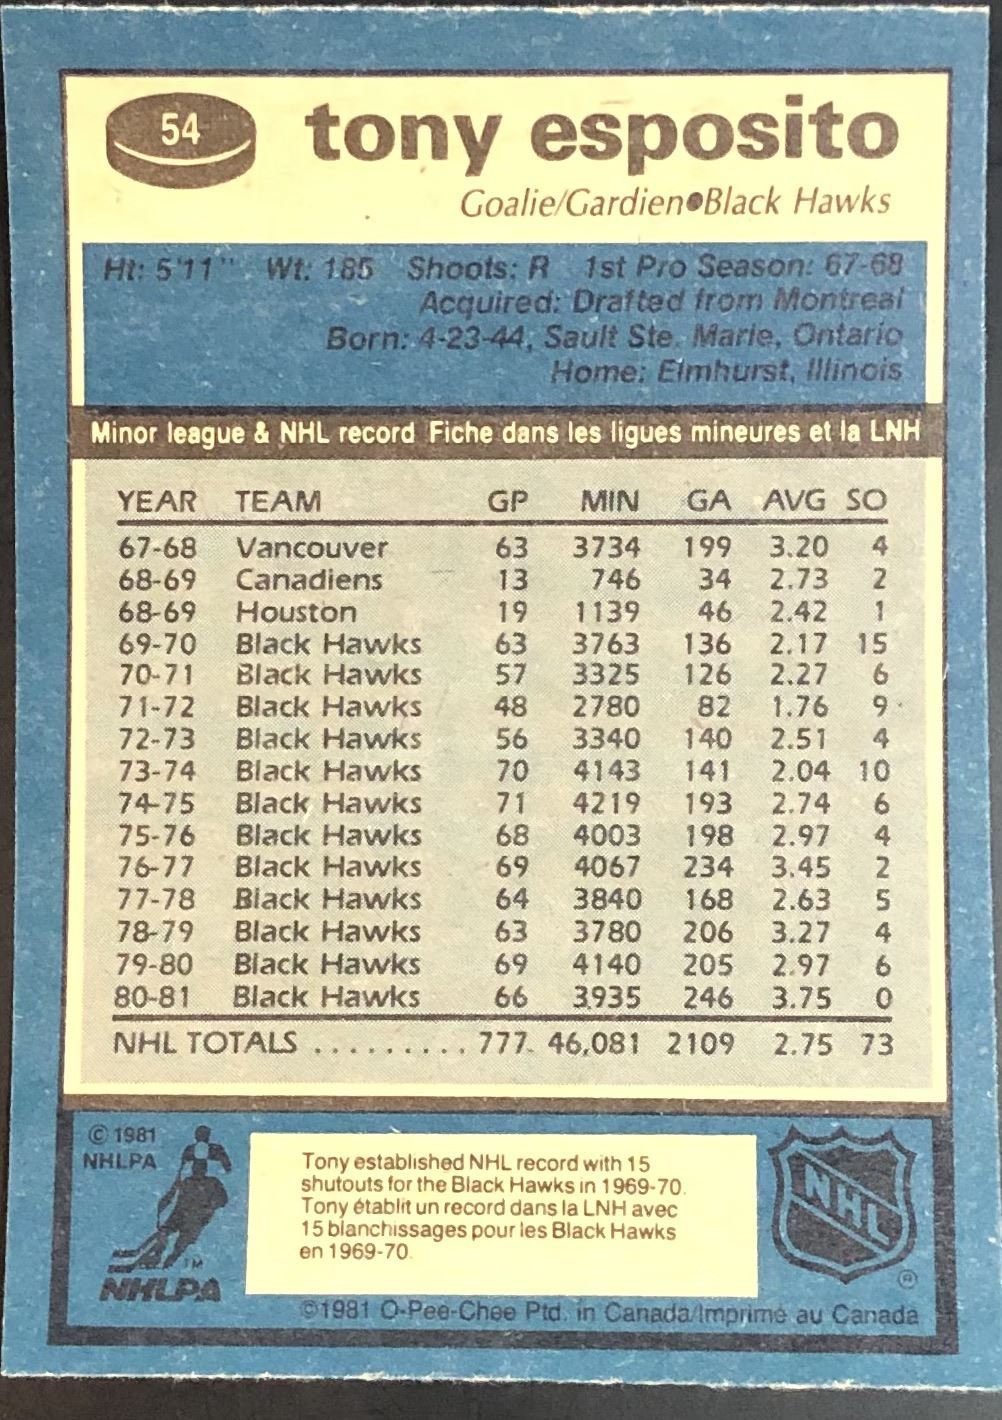 54
tony esposito
Goalie/Gardien●Black Hawks
Ht: 5'11" Wt: 185 Shoots: R 1st Pro Season: 67-68
Acquired: Drafted from Montreal
Born: 4-23-44, Sault Ste. Marie, Ontario
Home: Elmhurst, Illinois
Minor league & NHL record Fiche dans les ligues mineures et la LNH
YEAR TEAM GP MIN GA AVG SO
67-68 Vancouver 63 3734 199 3.20 4
68-69 Canadiens 13 746 34 2.73 2
68-69 Houston 19 1139 46 2.42 1
69-70 Black Hawks 63 3763 136 2.17 15
70-71 Black Hawks 57 3325 126 2.27 6
71-72 Black Hawks 48 2780 82 1.76 9
72-73 Black Hawks 56 3340 140 2.51 4
73-74 Black Hawks 70 4143 141 2.04 10
74-75 Black Hawks 71 4219 193 2.74 6
75-76 Black Hawks 68 4003 198 2.97 4
76-77 Black Hawks 69 4067 234 3.45 2
77-78 Black Hawks 64 3840 168 2.63 5
78-79 Black Hawks 63 3780 206 3.27 4
79-80 Black Hawks 69 4140 205 2.97 6
80-81 Black Hawks 66 3935 246 3.75 0
NHL TOTALS .......... 777 46,081 2109 2.75 73
© 1981
NHLPA
TM
NHLPA
Tony established NHL record with 15
shutouts for the Black Hawks in 1969-70.
Tony établit un record dans la LNH avec
15 blanchissages pour les Black Hawks
en 1969-70.
NHL
®
©1981 O-Pee-Chee Ptd. in Canada/Imprimé au Canada